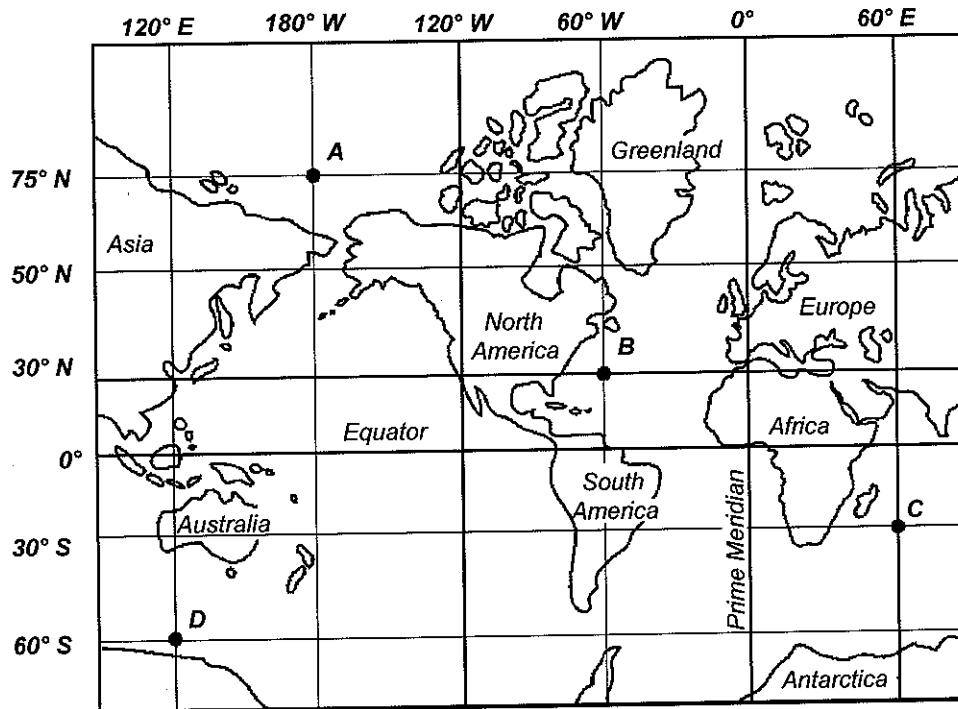 120° E 180° W 120° W 60° W 0° 60° E
A
Greenland
75° N
Asia
50° N
North
America
Europe
B
30° N
Equator
Africa
0°
South
America
Australia
Prime Meridian
C
30° S
D
60° S
Antarctica